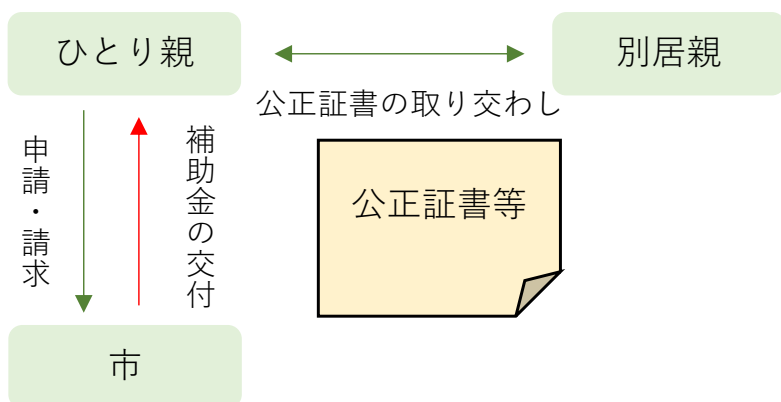 ひとり親
別居親
公正証書の取り交わし
申請・請求
補助金の交付
公正証書等
市